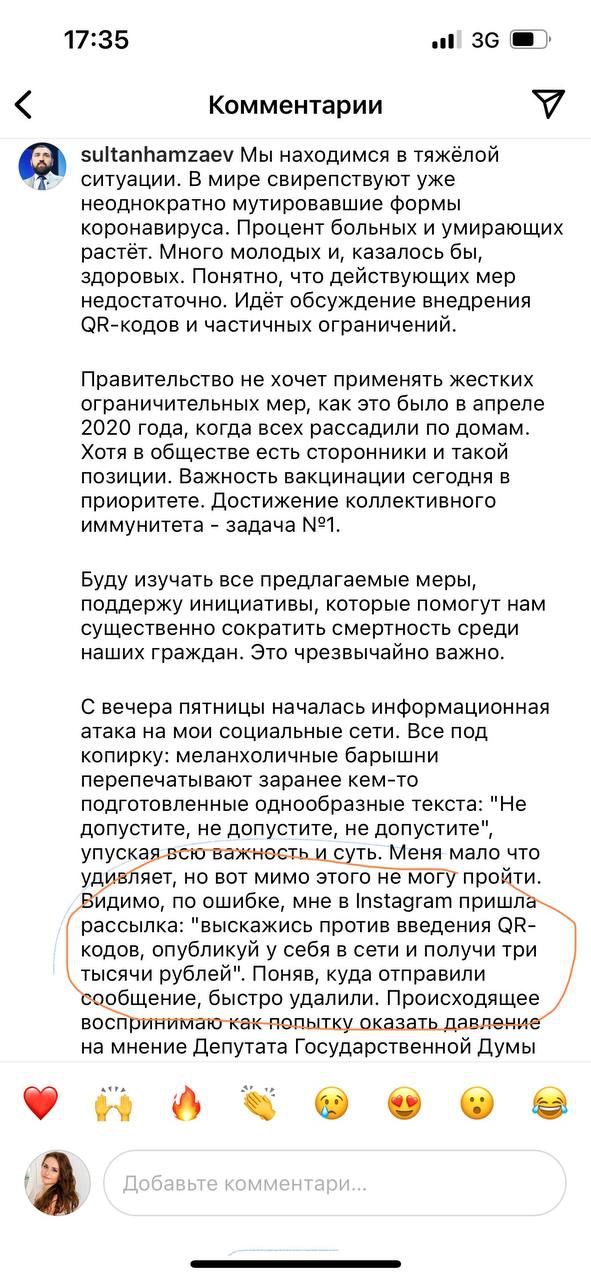 17:35
3G
Комментарии
sultanhamzaev Мы находимся в тяжёлой
ситуации. В мире свирепствуют уже
неоднократно мутировавшие формы
коронавируса. Процент больных и умирающих
растёт. Много молодых и, казалось бы,
здоровых. Понятно, что действующих мер
недостаточно. Идёт обсуждение внедрения
QR-кодов и частичных ограничений.
Правительство не хочет применять жестких
ограничительных мер, как это было в апреле
2020 года, когда всех рассадили по домам.
Хотя в обществе есть сторонники и такой
позиции. Важность вакцинации сегодня в
приоритете. Достижение коллективного
иммунитета - задача №1.
Буду изучать все предлагаемые меры,
поддержу инициативы, которые помогут нам
существенно сократить смертность среди
наших граждан. Это чрезвычайно важно.
С вечера пятницы началась информационная
атака на мои социальные сети. Все под
копирку: меланхоличные барышни
перепечатывают заранее кем-то
подготовленные однообразные текста: "Не
допустите, не допустите, не допустите",
упуская всю важность и суть. Меня мало что
удивляет, но вот мимо этого не могу пройти.
Видимо, по ошибке, мне в Instagram пришла
рассылка: "выскажись против введения QR-
кодов, опубликуй у себя в сети и получи три
тысячи рублей". Поняв, куда отправили
сообщение, быстро удалили. Происходящее
воспринимаю как попытку оказать давление
на мнение Депутата Государственной Думы
Добавьте комментари...